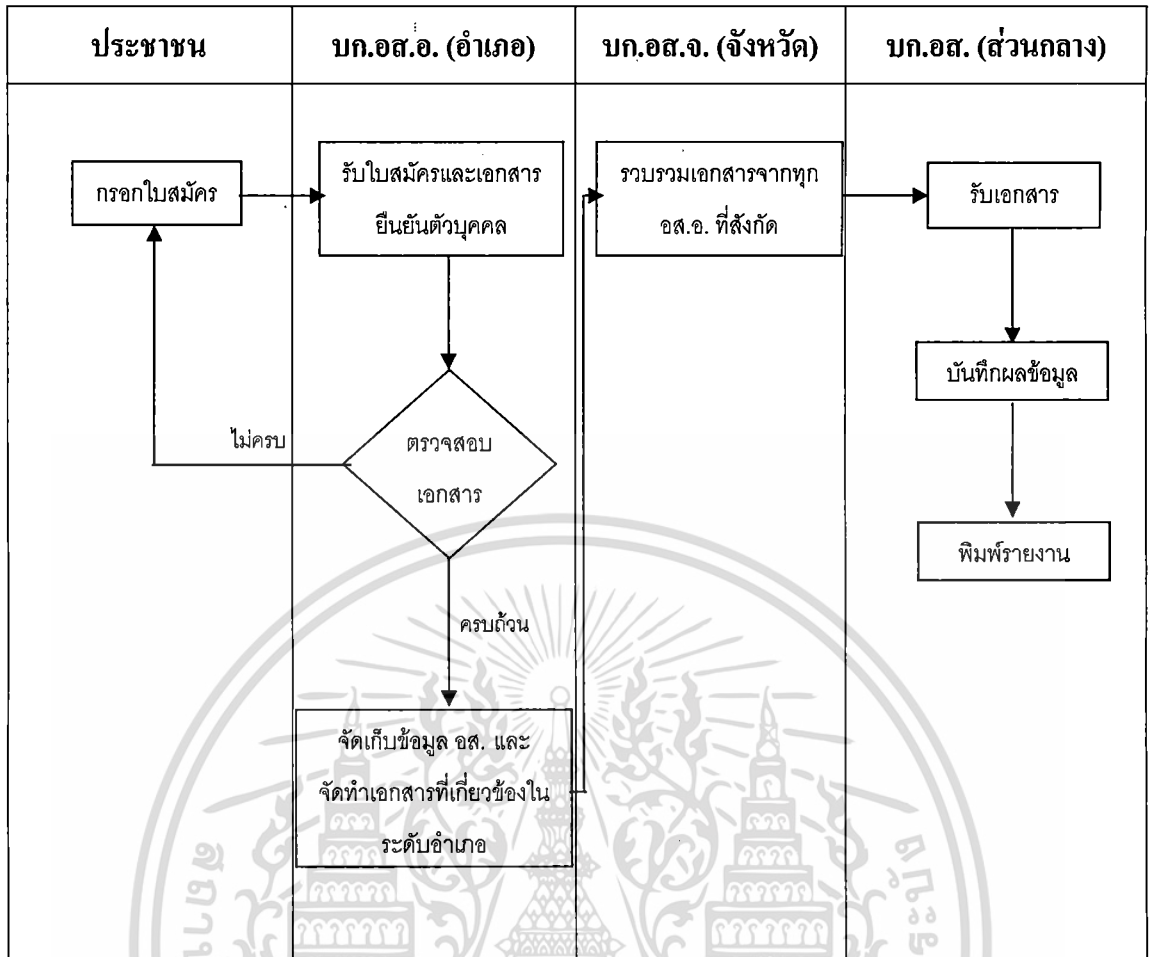 ประชาชน
บก.อส.อ. (อำเภอ)
บก.อส.จ. (จังหวัด)
บก.อส. (ส่วนกลาง)
กรอกใบสมัคร
รับใบสมัครและเอกสาร
ยืนยันตัวบุคคล
รวบรวมเอกสารจากทุก
อส.อ. ที่สังกัด
รับเอกสาร
บันทึกผลข้อมูล
ไม่ครบ
ตรวจสอบ
เอกสาร
พิมพ์รายงาน
ครบถ้วน
จัดเก็บข้อมูล อส. และ
จัดทำเอกสารที่เกี่ยวข้องใน
ระดับอำเภอ